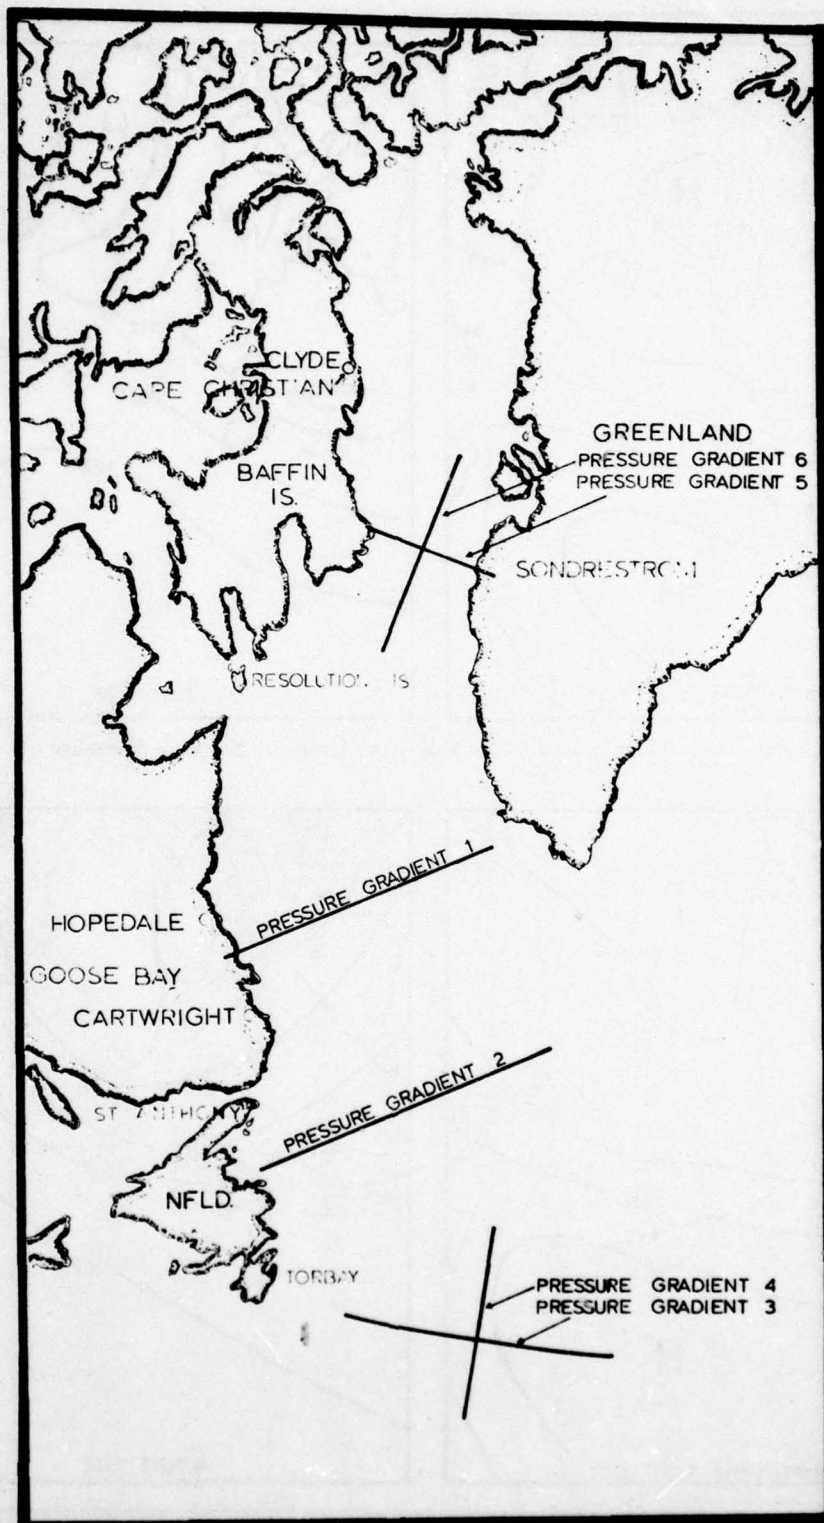 CLYDE
CAPE CHRISTIAN
GREENLAND
PRESSURE GRADIENT 6
PRESSURE GRADIENT 5
BAFFIN
IS.
SONDRESTROM
RESOLUTION IS
PRESSURE GRADIENT 1
HOPEDALE
GOOSE BAY
CARTWRIGHT
PRESSURE GRADIENT 2
ST ANTHONY
NFLD.
TORBAY
PRESSURE GRADIENT 4
PRESSURE GRADIENT 3